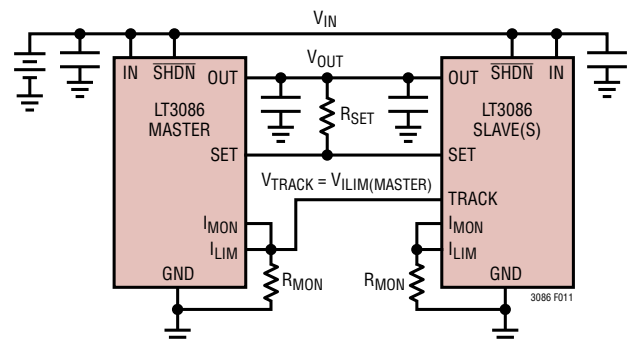 VIN
IN
SHDN
OUT
LT3086
MASTER
SET
IMON
ILIM
GND
VOUT
RSET
VTRACK = VILIM(MASTER)
RMON
RMON
OUT
SHDN
IN
LT3086
SLAVE(S)
SET
TRACK
IMON
ILIM
GND
3086 F011